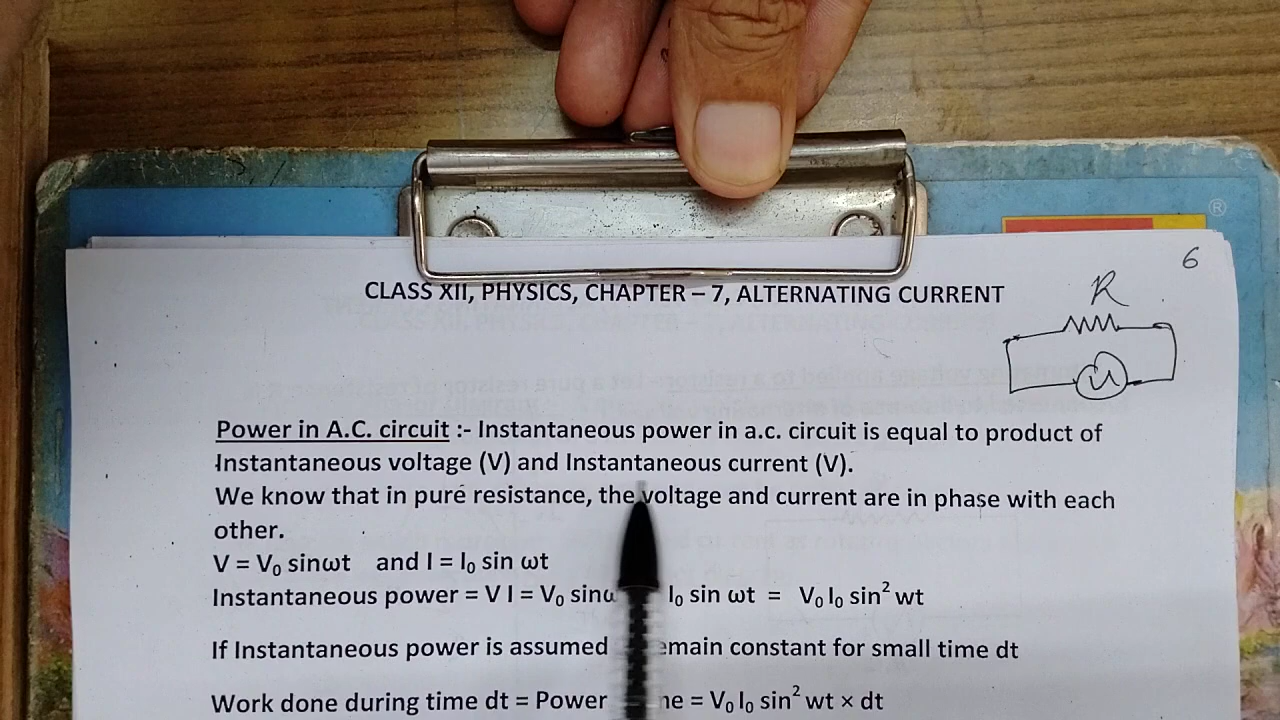 6
CLASS XII, PHYSICS, CHAPTER – 7, ALTERNATING CURRENT
R
Power in A.C. circuit :- Instantaneous power in a.c. circuit is equal to product of
Instantaneous voltage (V) and Instantaneous current (V).
We know that in pure resistance, the voltage and current are in phase with each
other.
V = V₀ sinωt and I = I₀ sin ωt
Instantaneous power = V I = V₀ I₀ sin ωt = V₀ I₀ sin² wt
If Instantaneous power is assumed constant for small time dt
Work done during time dt = Power = V₀ I₀ sin² wt × dt
®